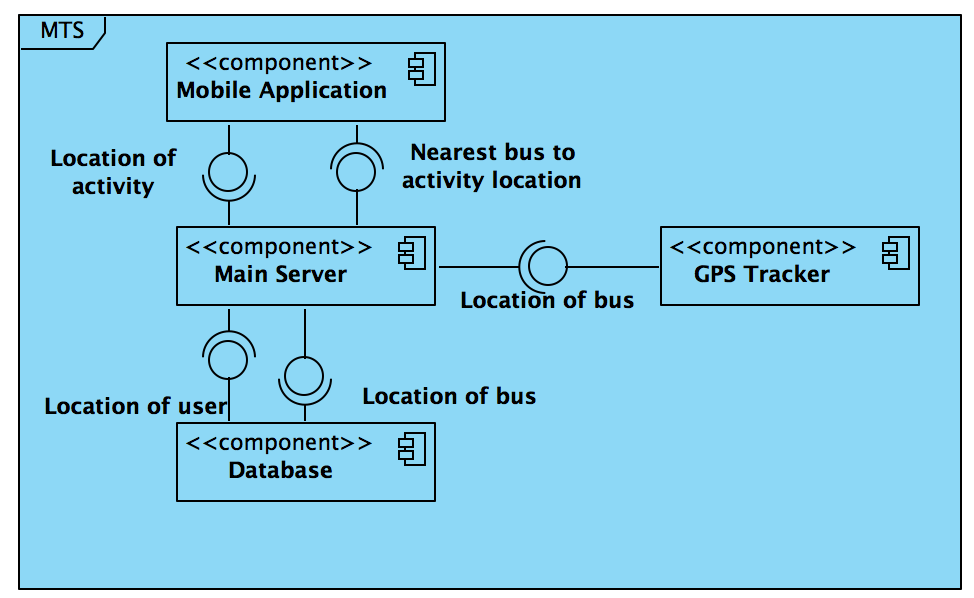 MTS
<<component>>
Mobile Application
Location of
activity
Nearest bus to
activity location
<<component>>
Main Server
<<component>>
GPS Tracker
Location of bus
Location of user
Location of bus
<<component>>
Database